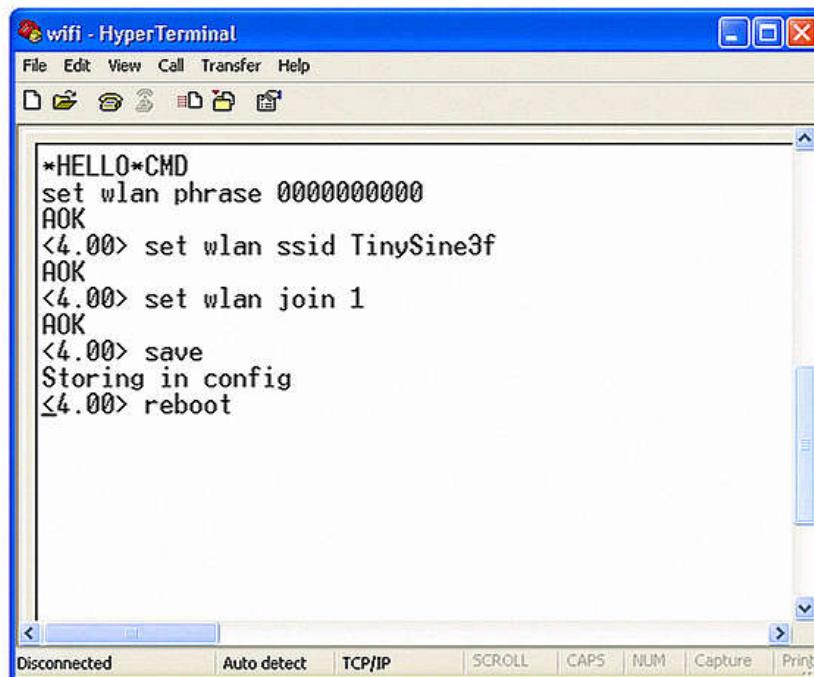 wifi - HyperTerminal
File Edit View Call Transfer Help
*HELLO*CMD
set wlan phrase 0000000000
AOK
<4.00> set wlan ssid TinySine3f
AOK
<4.00> set wlan join 1
AOK
<4.00> save
Storing in config
<4.00> reboot
Disconnected Auto detect TCP/IP SCROLL CAPS NUM Capture Print